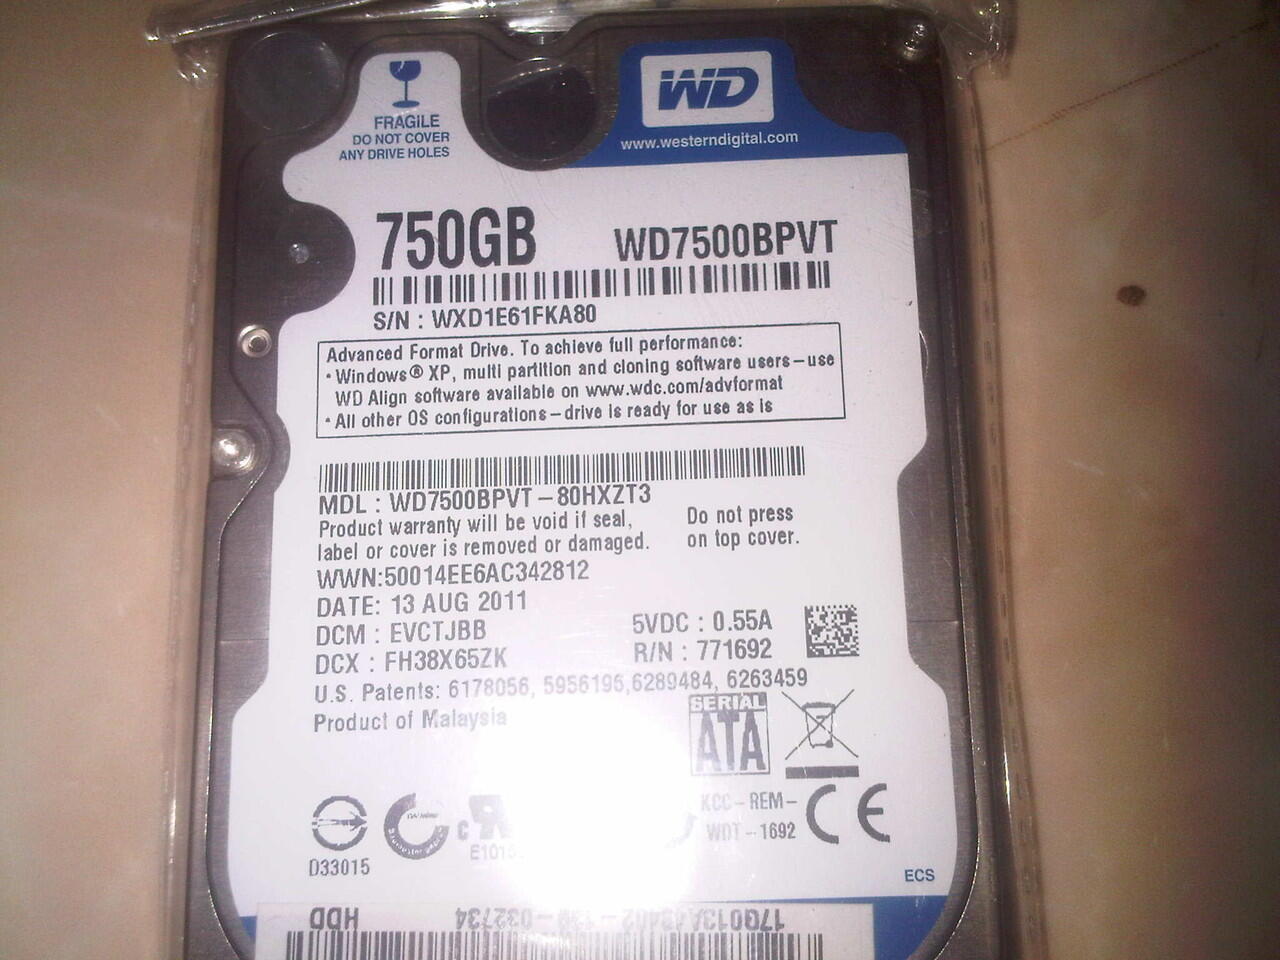 FRAGILE
DO NOT COVER
ANY DRIVE HOLES
WD
www.westerndigital.com
750GB WD7500BPVT
S/N : WXD1E61FKA80
Advanced Format Drive. To achieve full performance:
• Windows® XP, multi partition and cloning software users–use
WD Align software available on www.wdc.com/advformat
• All other OS configurations–drive is ready for use as is
MDL : WD7500BPVT – 80HXZT3
Product warranty will be void if seal,
label or cover is removed or damaged.
Do not press
on top cover.
WWN:50014EE6AC342812
DATE: 13 AUG 2011
DCM : EVCTJBB
DCX : FH38X65ZK
5VDC : 0.55A
R/N : 771692
U.S. Patents: 6178056, 5956196,6289484, 6263459
Product of Malaysia
SERIAL
ATA
D33015
KCC–REM–
WDT–1692
CE
ECS
HDD